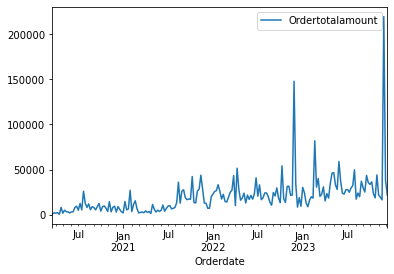 Ordertotalamount
200000
150000
100000
50000
0
Jul Jan Jul Jan Jul Jan Jul
2021 2022 2023
Orderdate